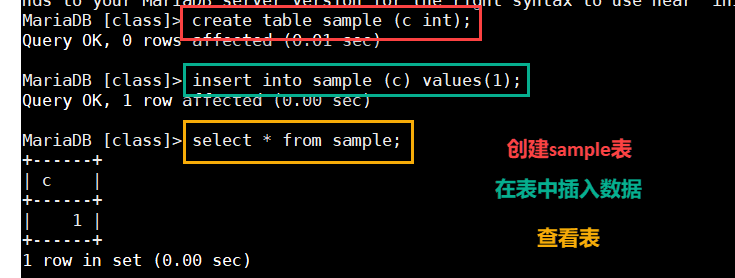 nds to your MariaDB server version for the right syntax to use near 'in
MariaDB [class]> create table sample (c int);
Query OK, 0 rows affected (0.01 sec)
MariaDB [class]> insert into sample (c) values(1);
Query OK, 1 row affected (0.00 sec)
MariaDB [class]> select * from sample;
+------+
| c    |
+------+
|    1 |
+------+
1 row in set (0.00 sec)
创建sample表
在表中插入数据
查看表